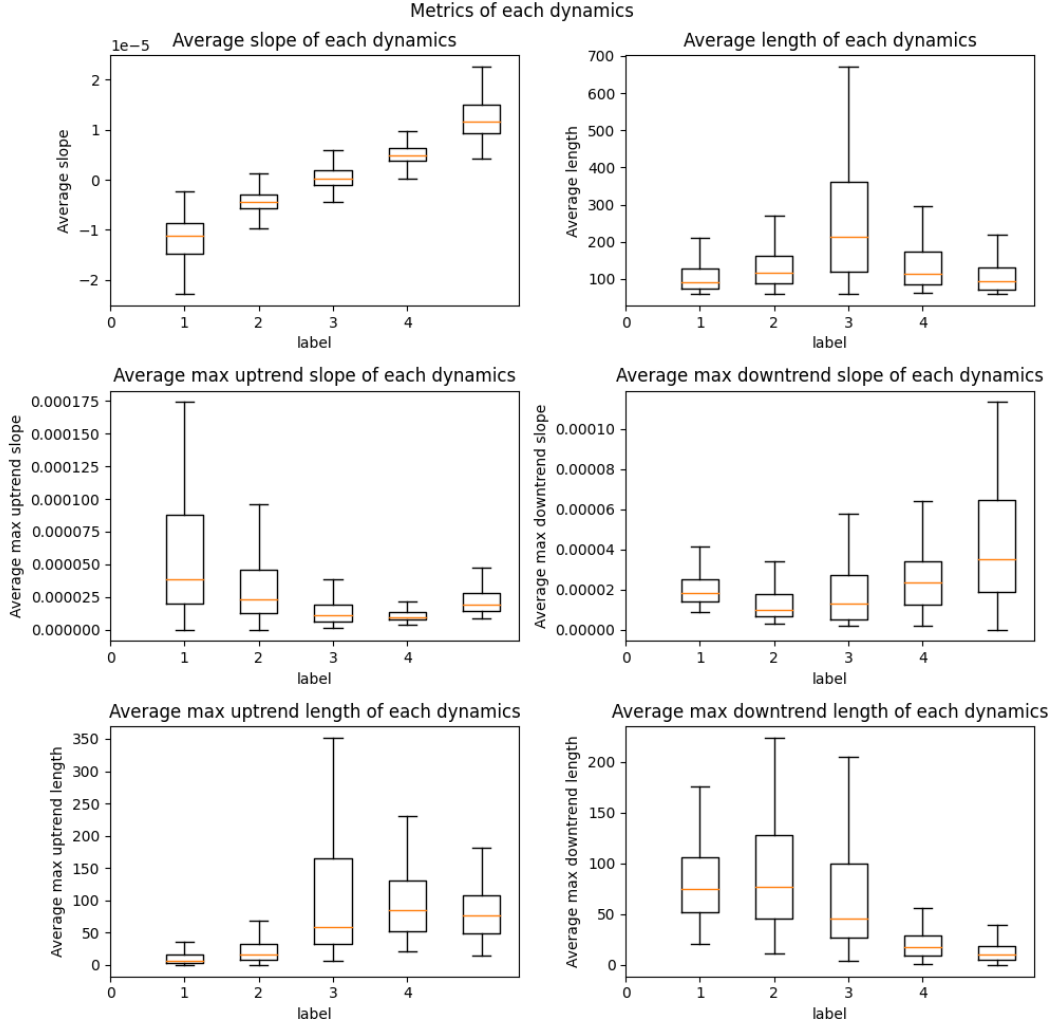 Metrics of each dynamics
Average slope of each dynamics
1e−5
Average slope
2
1
0
−1
−2
0 1 2 3 4
label
Average length of each dynamics
Average length
700
600
500
400
300
200
100
0 1 2 3 4
label
Average max uptrend slope of each dynamics
Average max uptrend slope
0.000175
0.000150
0.000125
0.000100
0.000075
0.000050
0.000025
0.000000
0 1 2 3 4
label
Average max downtrend slope of each dynamics
Average max downtrend slope
0.00010
0.00008
0.00006
0.00004
0.00002
0.00000
0 1 2 3 4
label
Average max uptrend length of each dynamics
Average max uptrend length
350
300
250
200
150
100
50
0
0 1 2 3 4
label
Average max downtrend length of each dynamics
Average max downtrend length
200
150
100
50
0
0 1 2 3 4
label